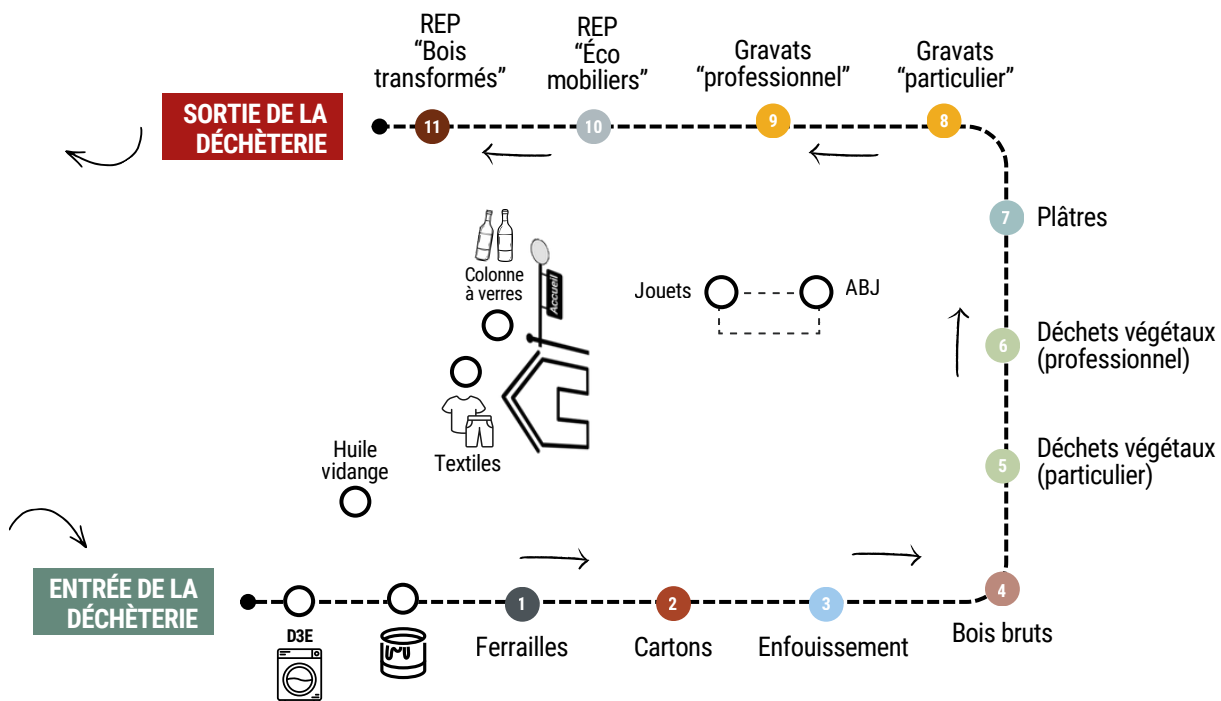 REP
“Bois
transformés”
REP
“Éco
mobiliers”
Gravats
“professionnel”
Gravats
“particulier”
SORTIE DE LA
DÉCHÈTERIE
11
10
9
8
7
Plâtres
Colonne
à verres
Accueil
Jouets
ABJ
6
Déchets végétaux
(professionnel)
Textiles
Huile
vidange
5
Déchets végétaux
(particulier)
ENTRÉE DE LA
DÉCHÈTERIE
D3E
1
Ferrailles
2
Cartons
3
Enfouissement
4
Bois bruts